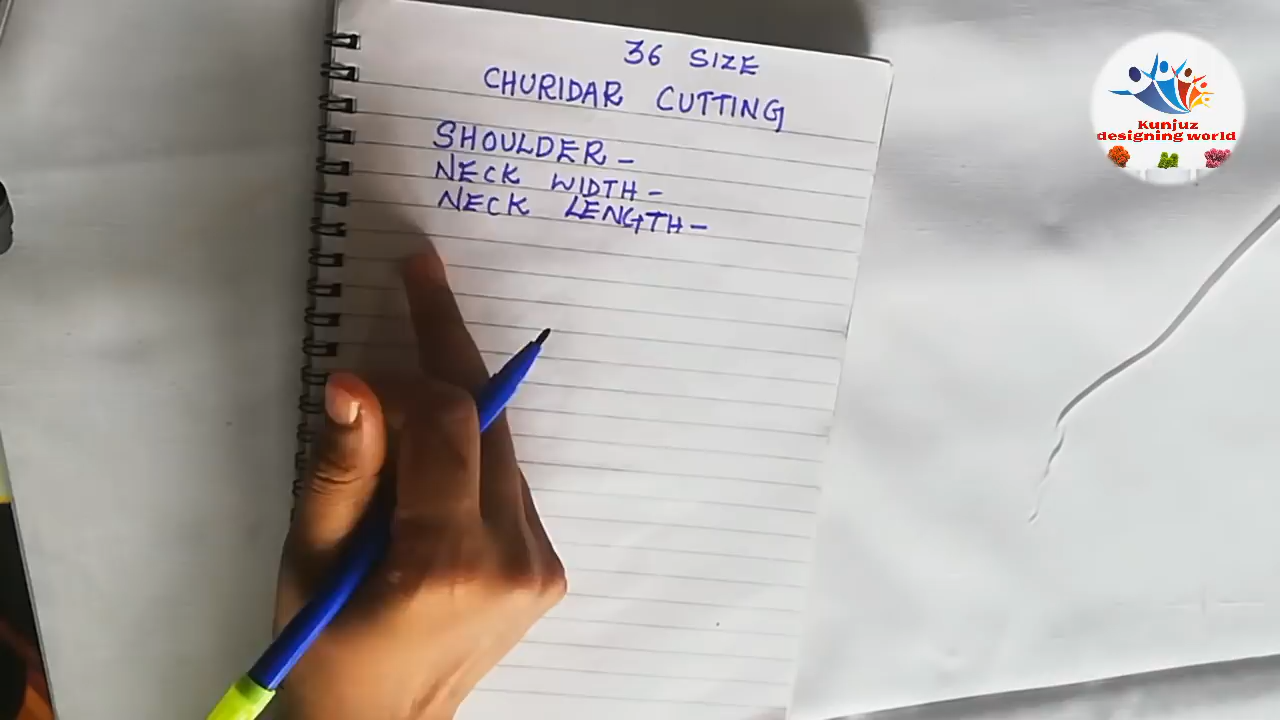 36 SIZE
CHURIDAR CUTTING
SHOULDER -
NECK WIDTH -
NECK LENGTH -
Kunjuz
designing world